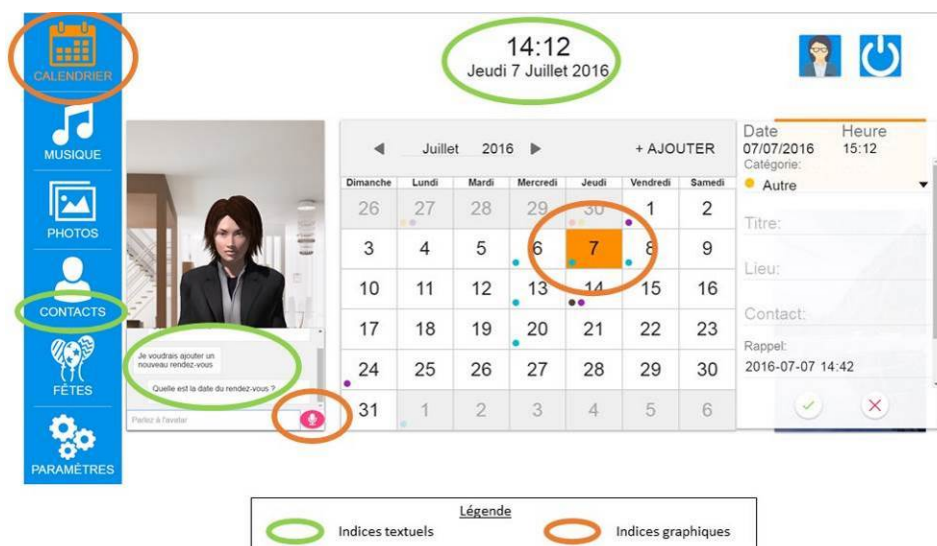 CALENDRIER
MUSIQUE
PHOTOS
CONTACTS
FÊTES
PARAMÈTRES
14:12
Jeudi 7 Juillet 2016
Je voudrais ajouter un
nouveau rendez-vous
Quelle est la date du rendez-vous ?
Parlez à l'avatar
Juillet 2016 + AJOUTER
Dimanche Lundi Mardi Mercredi Jeudi Vendredi Samedi
26 27 28 29 30 1 2
3 4 5 6 7 8 9
10 11 12 13 14 15 16
17 18 19 20 21 22 23
24 25 26 27 28 29 30
31 1 2 3 4 5 6
Date Heure
07/07/2016 15:12
Catégorie:
Autre
Titre:
Lieu:
Contact:
Rappel:
2016-07-07 14:42
Légende
Indices textuels Indices graphiques